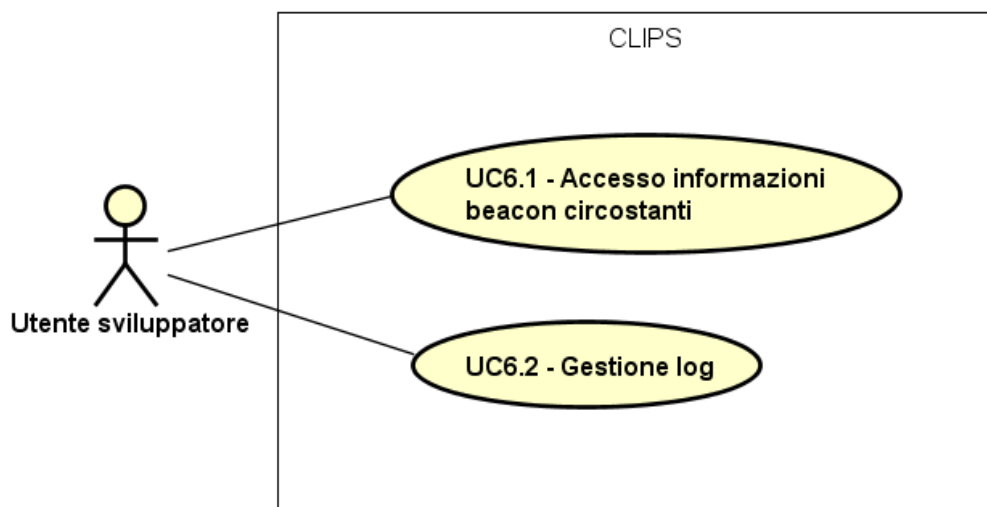 CLIPS
UC6.1 - Accesso informazioni
beacon circostanti
Utente sviluppatore
UC6.2 - Gestione log